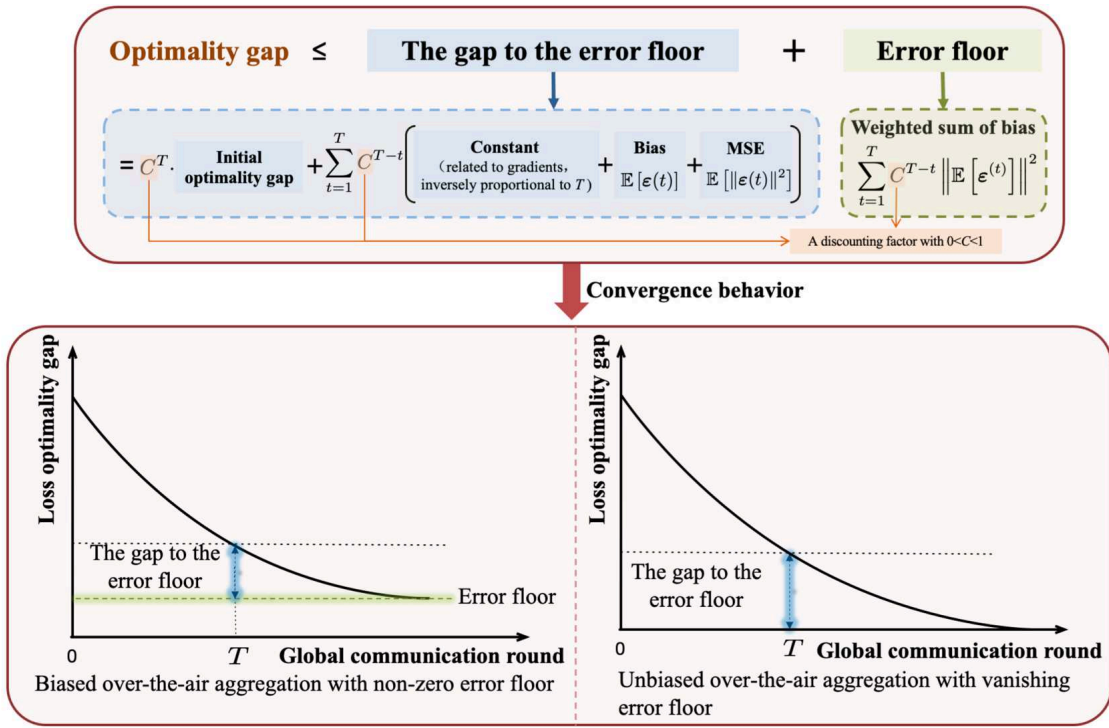 Optimality gap ≤ The gap to the error floor + Error floor
= C^T · Initial optimality gap + \sum_{t=1}^{T} C^{T-t} ( Constant (related to gradients, inversely proportional to T) + Bias 𝔼[ε(t)] + MSE 𝔼[‖ε(t)‖^2] )
Weighted sum of bias
\sum_{t=1}^{T} C^{T-t} ‖𝔼[ε^{(t)}]‖^2
A discounting factor with 0<C<1
Convergence behavior
Loss optimality gap
The gap to the
error floor
Error floor
0
T
Global communication round
Biased over-the-air aggregation with non-zero error floor
Loss optimality gap
The gap to the
error floor
0
T
Global communication round
Unbiased over-the-air aggregation with vanishing
error floor